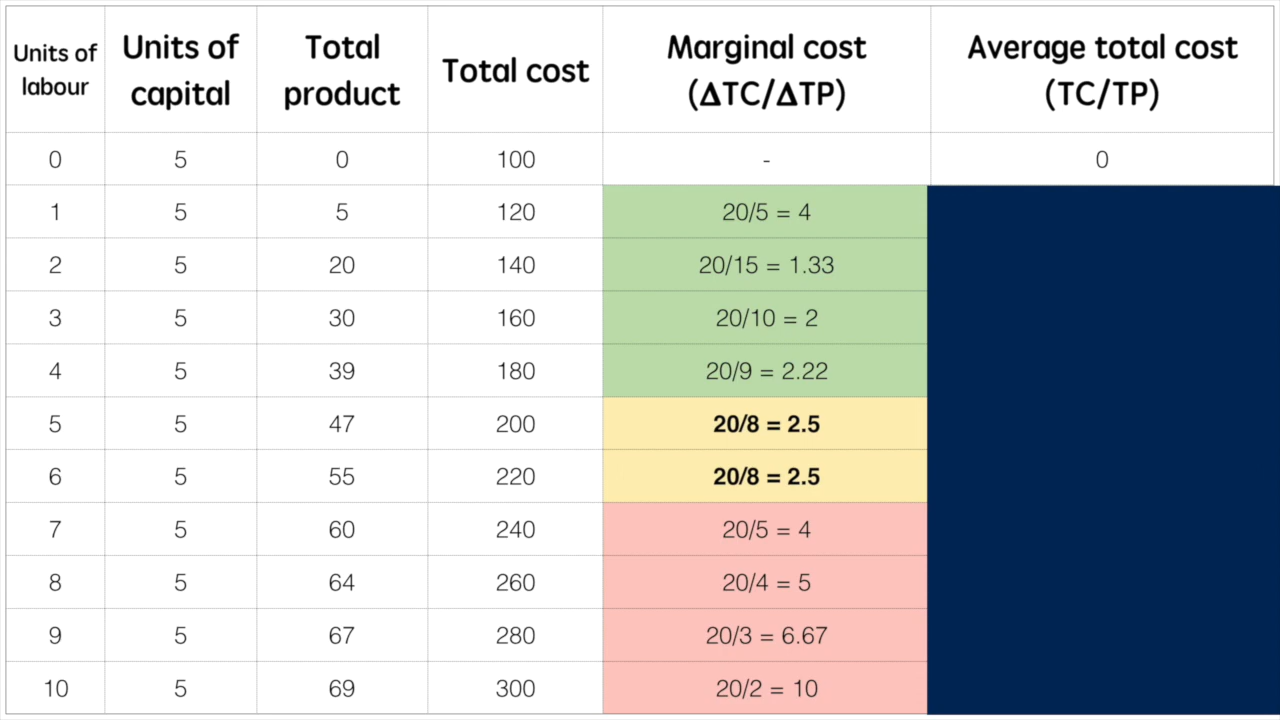 Units of labour Units of capital Total product Total cost Marginal cost (ΔTC/ΔTP) Average total cost (TC/TP)
0 5 0 100 - 0
1 5 5 120 20/5 = 4
2 5 20 140 20/15 = 1.33
3 5 30 160 20/10 = 2
4 5 39 180 20/9 = 2.22
5 5 47 200 20/8 = 2.5
6 5 55 220 20/8 = 2.5
7 5 60 240 20/5 = 4
8 5 64 260 20/4 = 5
9 5 67 280 20/3 = 6.67
10 5 69 300 20/2 = 10